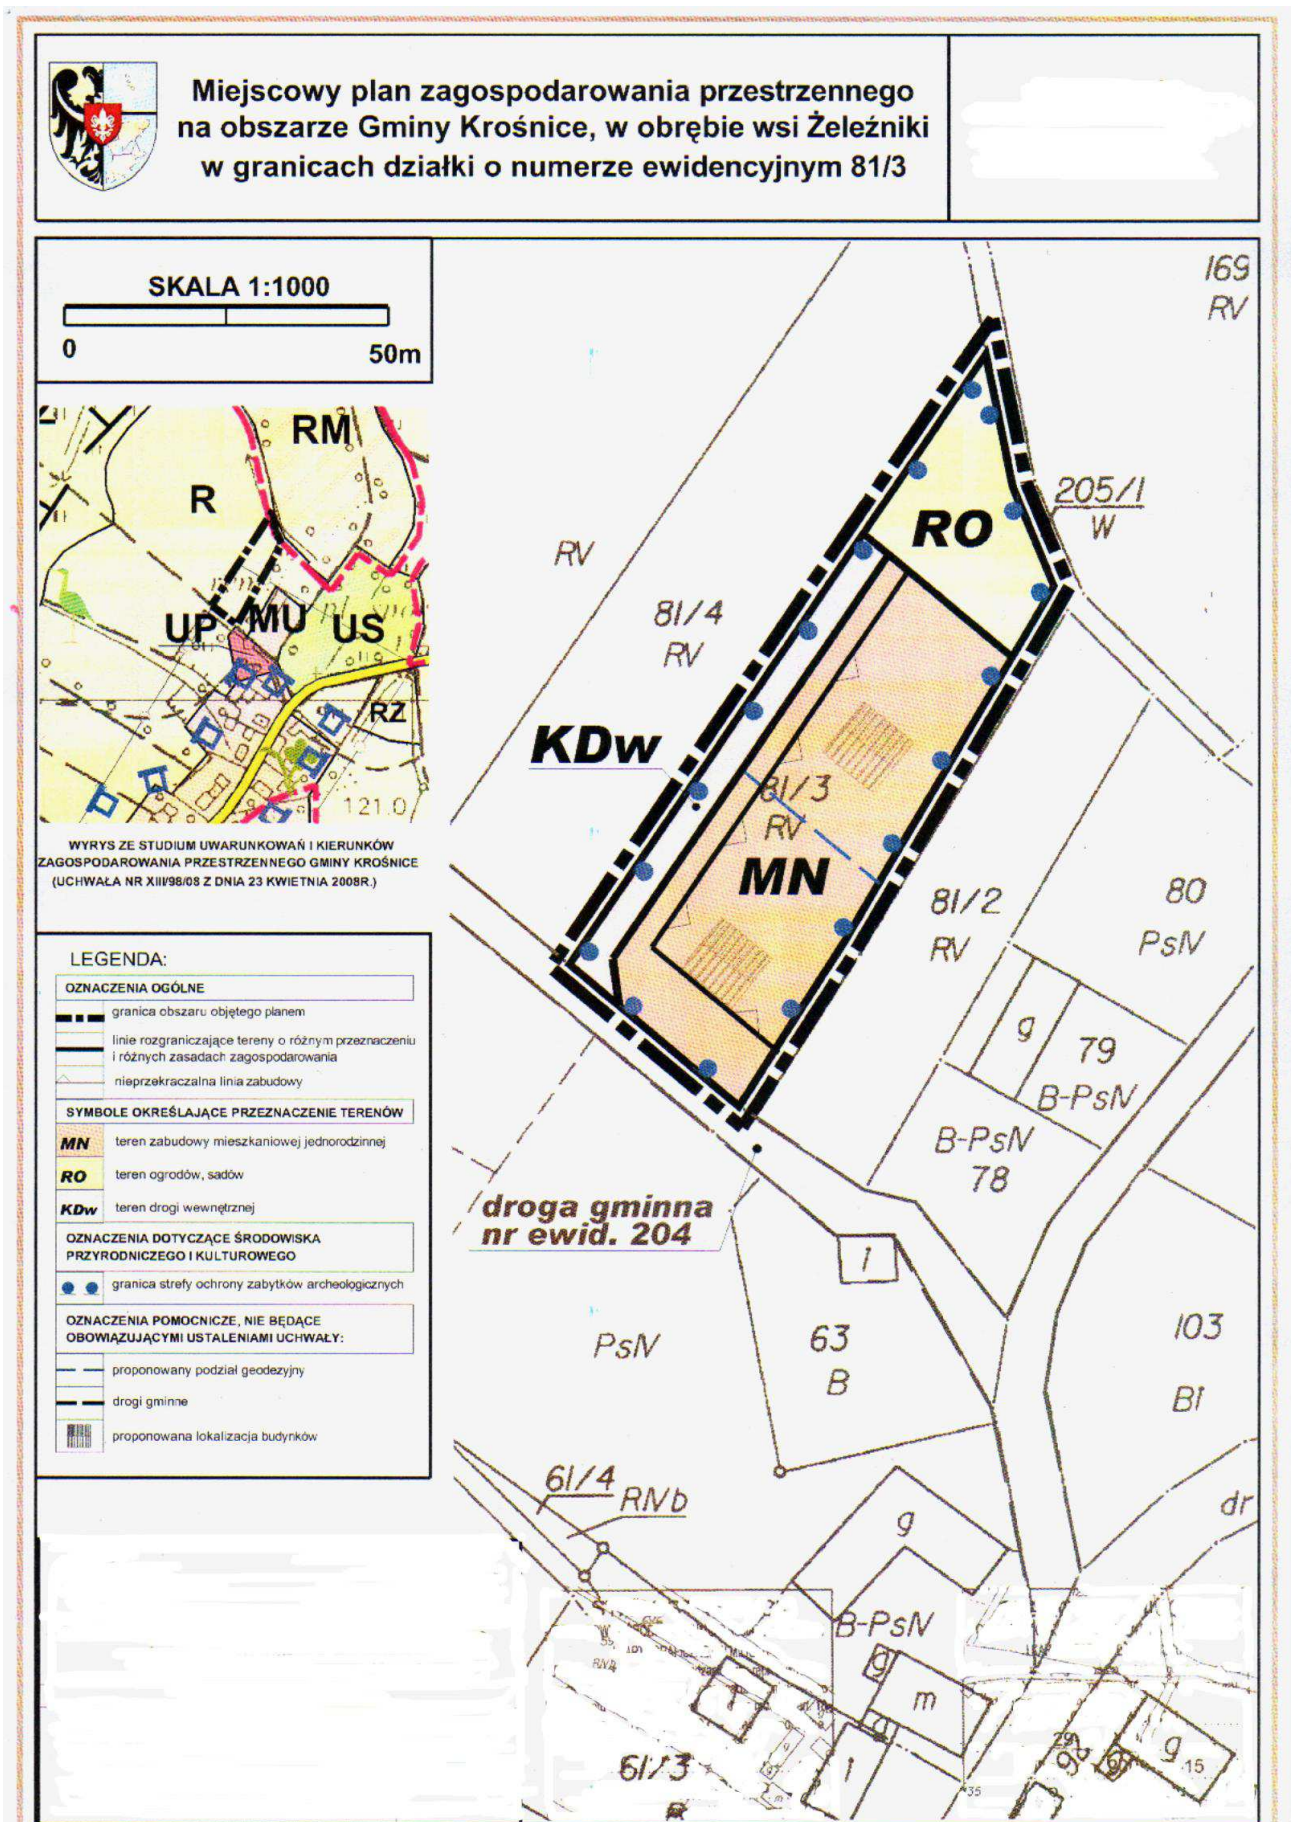 Miejscowy plan zagospodarowania przestrzennego
na obszarze Gminy Krośnice, w obrębie wsi Żeleźniki
w granicach działki o numerze ewidencyjnym 81/3
SKALA 1:1000
0
50m
RM
R
UP
MU
US
RZ
121.0
WYRYS ZE STUDIUM UWARUNKOWAŃ I KIERUNKÓW
ZAGOSPODAROWANIA PRZESTRZENNEGO GMINY KROŚNICE
(UCHWAŁA NR XIII/98/08 Z DNIA 23 KWIETNIA 2008R.)
LEGENDA:
OZNACZENIA OGÓLNE
granica obszaru objętego planem
linie rozgraniczające tereny o różnym przeznaczeniu
i różnych zasadach zagospodarowania
nieprzekraczalna linia zabudowy
SYMBOLE OKREŚLAJĄCE PRZEZNACZENIE TERENÓW
MN teren zabudowy mieszkaniowej jednorodzinnej
RO teren ogrodów, sadów
KDw teren drogi wewnętrznej
OZNACZENIA DOTYCZĄCE ŚRODOWISKA
PRZYRODNICZEGO I KULTUROWEGO
granica strefy ochrony zabytków archeologicznych
OZNACZENIA POMOCNICZE, NIE BĘDĄCE
OBOWIĄZUJĄCYMI USTALENIAMI UCHWAŁY:
proponowany podział geodezyjny
drogi gminne
proponowana lokalizacja budynków
169
RV
205/1
W
RO
RV
81/4
RV
KDw
81/3
RV
MN
81/2
RV
80
PsIV
g
79
B-PsIV
B-PsIV
78
droga gminna
nr ewid. 204
i
PsIV
63
B
103
BI
61/4
RIVb
dr
g
B-PsIV
g
m
g
i
61/3
R
29
g
g
g
15
35